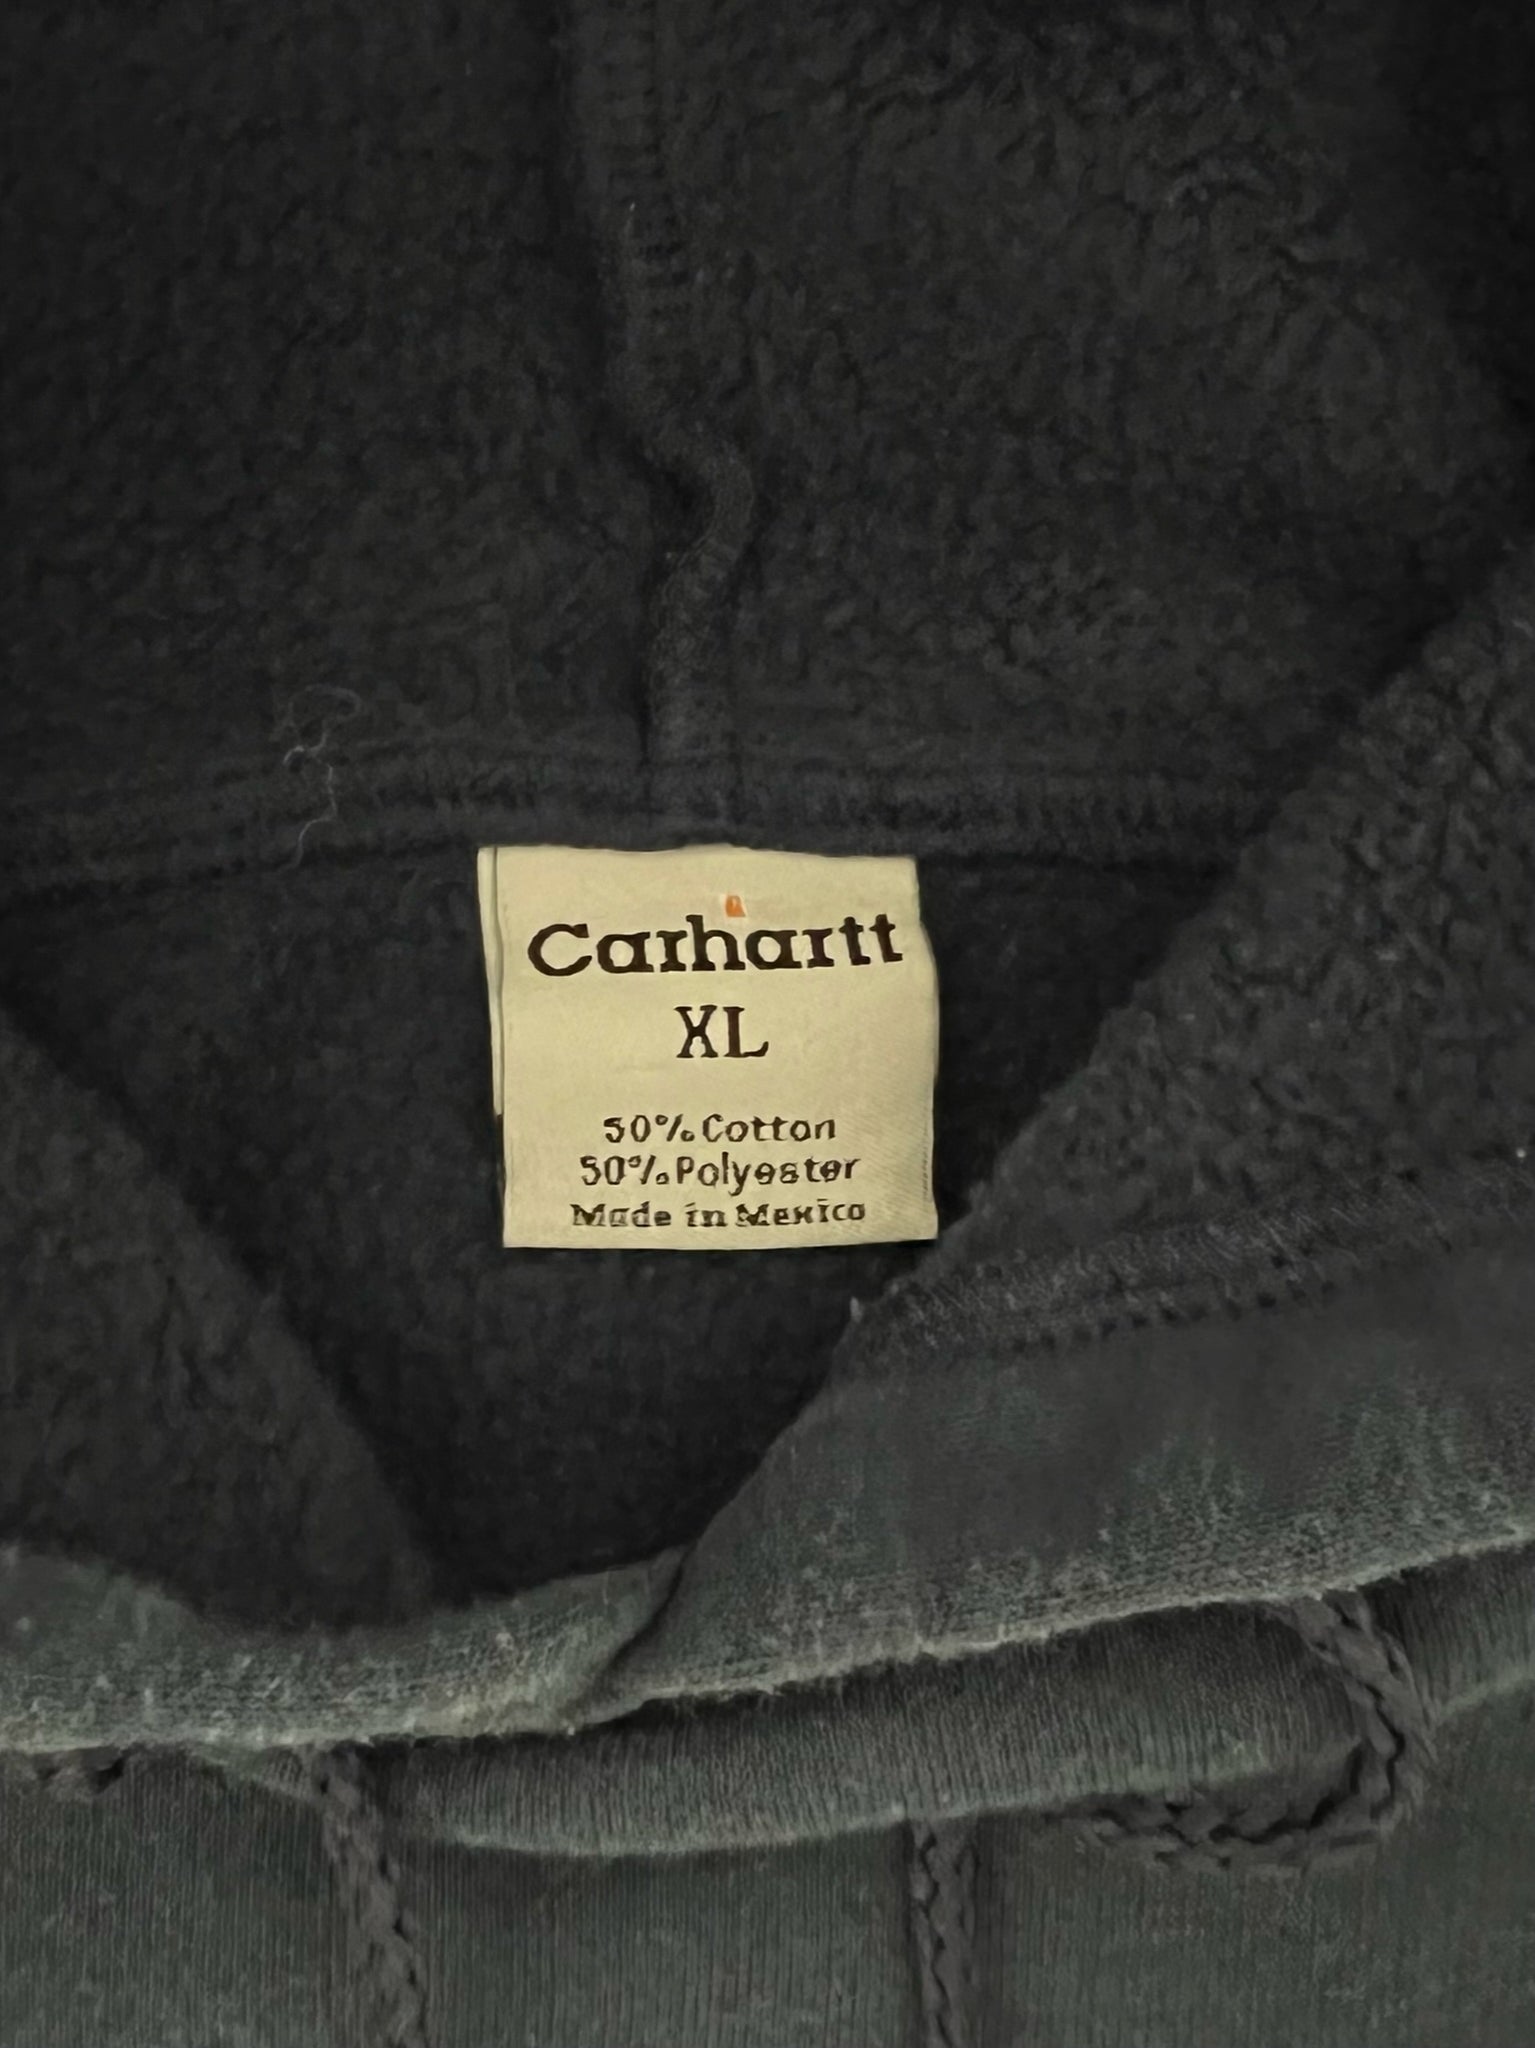 Carhartt
XL
50% Cotton
50% Polyester
Made in Mexico